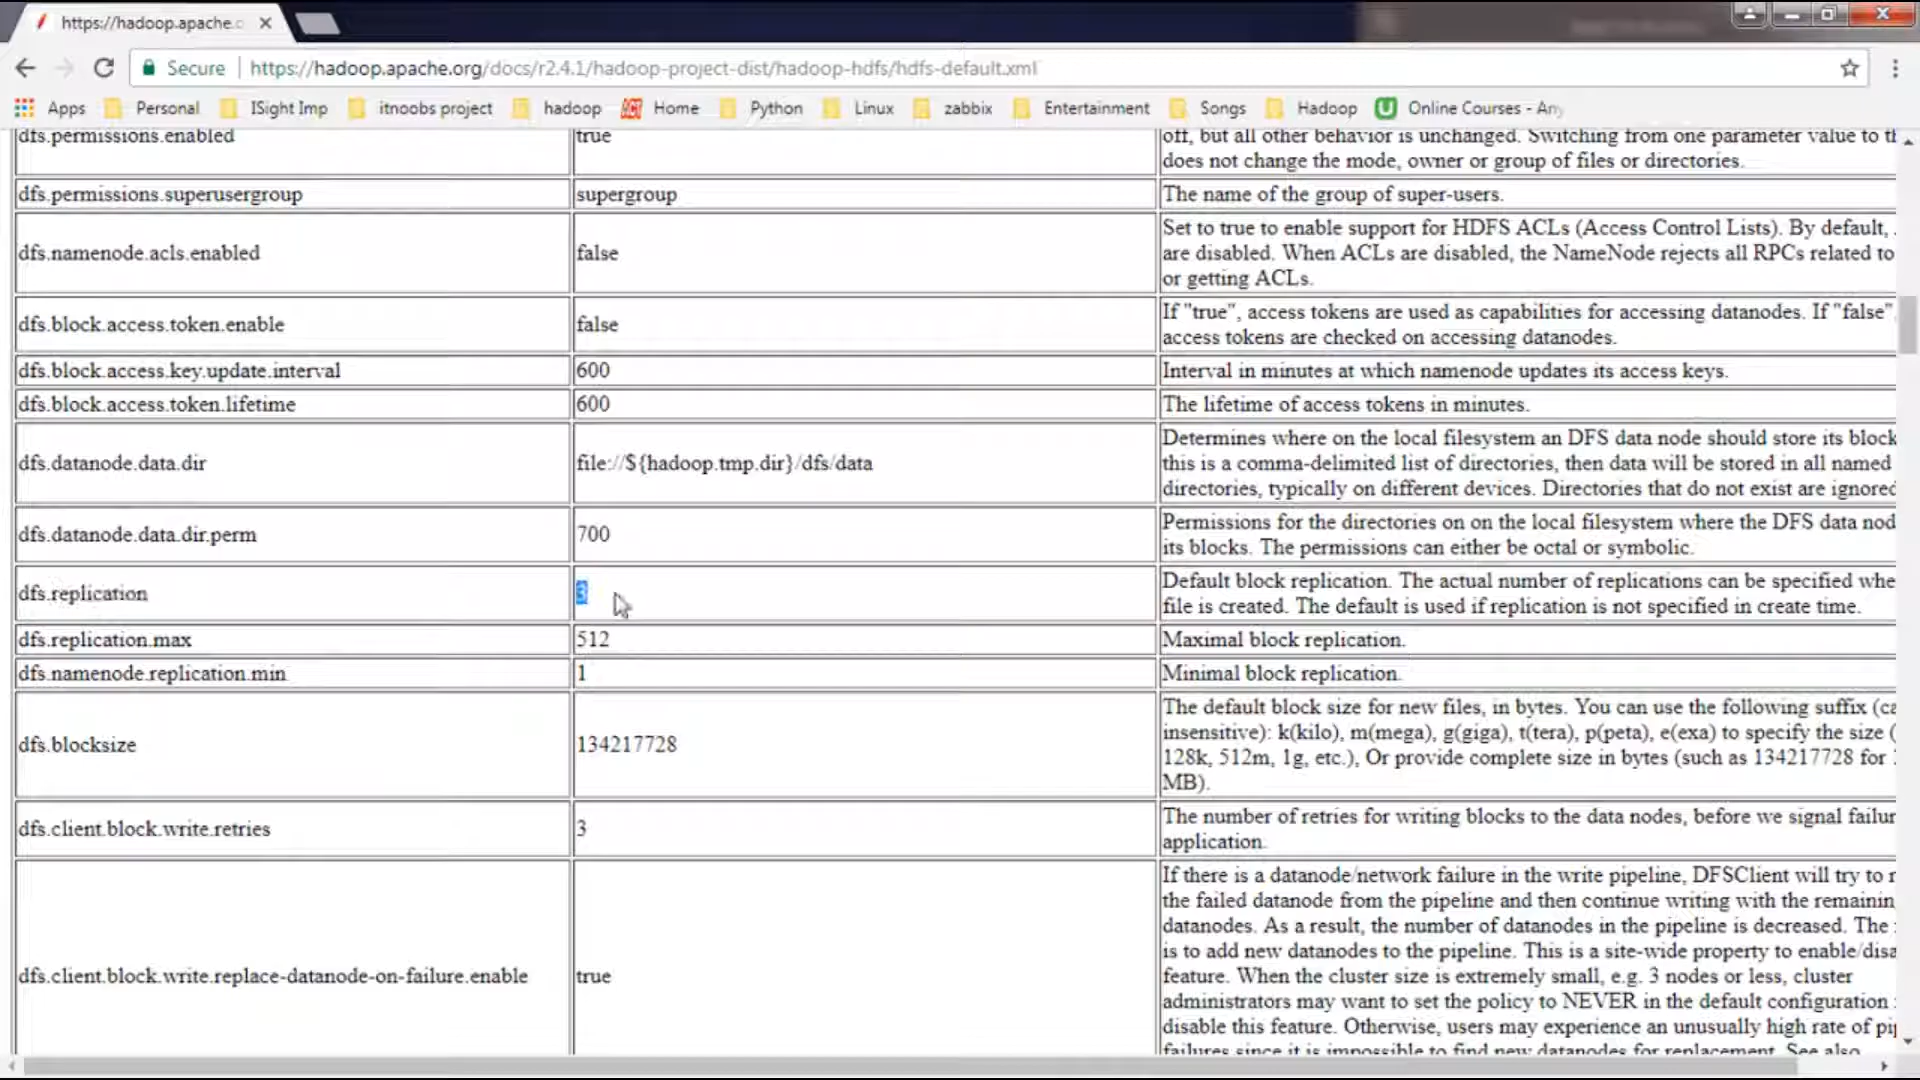 https://hadoop.apache.c
Secure https://hadoop.apache.org/docs/r2.4.1/hadoop-project-dist/hadoop-hdfs/hdfs-default.xml
Apps Personal ISight Imp itnoobs project hadoop ACT Home Python Linux zabbix Entertainment Songs Hadoop U Online Courses - Any
dfs.permissions.enabled
true
off, but all other behavior is unchanged. Switching from one parameter value to th
does not change the mode, owner or group of files or directories.
dfs.permissions.superusergroup
supergroup
The name of the group of super-users.
dfs.namenode.acls.enabled
false
Set to true to enable support for HDFS ACLs (Access Control Lists). By default,
are disabled. When ACLs are disabled, the NameNode rejects all RPCs related to
or getting ACLs.
dfs.block.access.token.enable
false
If "true", access tokens are used as capabilities for accessing datanodes. If "false"
access tokens are checked on accessing datanodes.
dfs.block.access.key.update.interval
600
Interval in minutes at which namenode updates its access keys.
dfs.block.access.token.lifetime
600
The lifetime of access tokens in minutes.
dfs.datanode.data.dir
file://${hadoop.tmp.dir}/dfs/data
Determines where on the local filesystem an DFS data node should store its block
this is a comma-delimited list of directories, then data will be stored in all named
directories, typically on different devices. Directories that do not exist are ignored
dfs.datanode.data.dir.perm
700
Permissions for the directories on on the local filesystem where the DFS data nod
its blocks. The permissions can either be octal or symbolic.
dfs.replication
3
Default block replication. The actual number of replications can be specified whe
file is created. The default is used if replication is not specified in create time.
dfs.replication.max
512
Maximal block replication.
dfs.namenode.replication.min
1
Minimal block replication.
dfs.blocksize
134217728
The default block size for new files, in bytes. You can use the following suffix (ca
insensitive): k(kilo), m(mega), g(giga), t(tera), p(peta), e(exa) to specify the size (
128k, 512m, 1g, etc.), Or provide complete size in bytes (such as 134217728 for
MB).
dfs.client.block.write.retries
3
The number of retries for writing blocks to the data nodes, before we signal failur
application.
dfs.client.block.write.replace-datanode-on-failure.enable
true
If there is a datanode/network failure in the write pipeline, DFSClient will try to r
the failed datanode from the pipeline and then continue writing with the remainin
datanodes. As a result, the number of datanodes in the pipeline is decreased. The
is to add new datanodes to the pipeline. This is a site-wide property to enable/disa
feature. When the cluster size is extremely small, e.g. 3 nodes or less, cluster
administrators may want to set the policy to NEVER in the default configuration
disable this feature. Otherwise, users may experience an unusually high rate of pip
failures since it is impossible to find new datanodes for replacement. See also